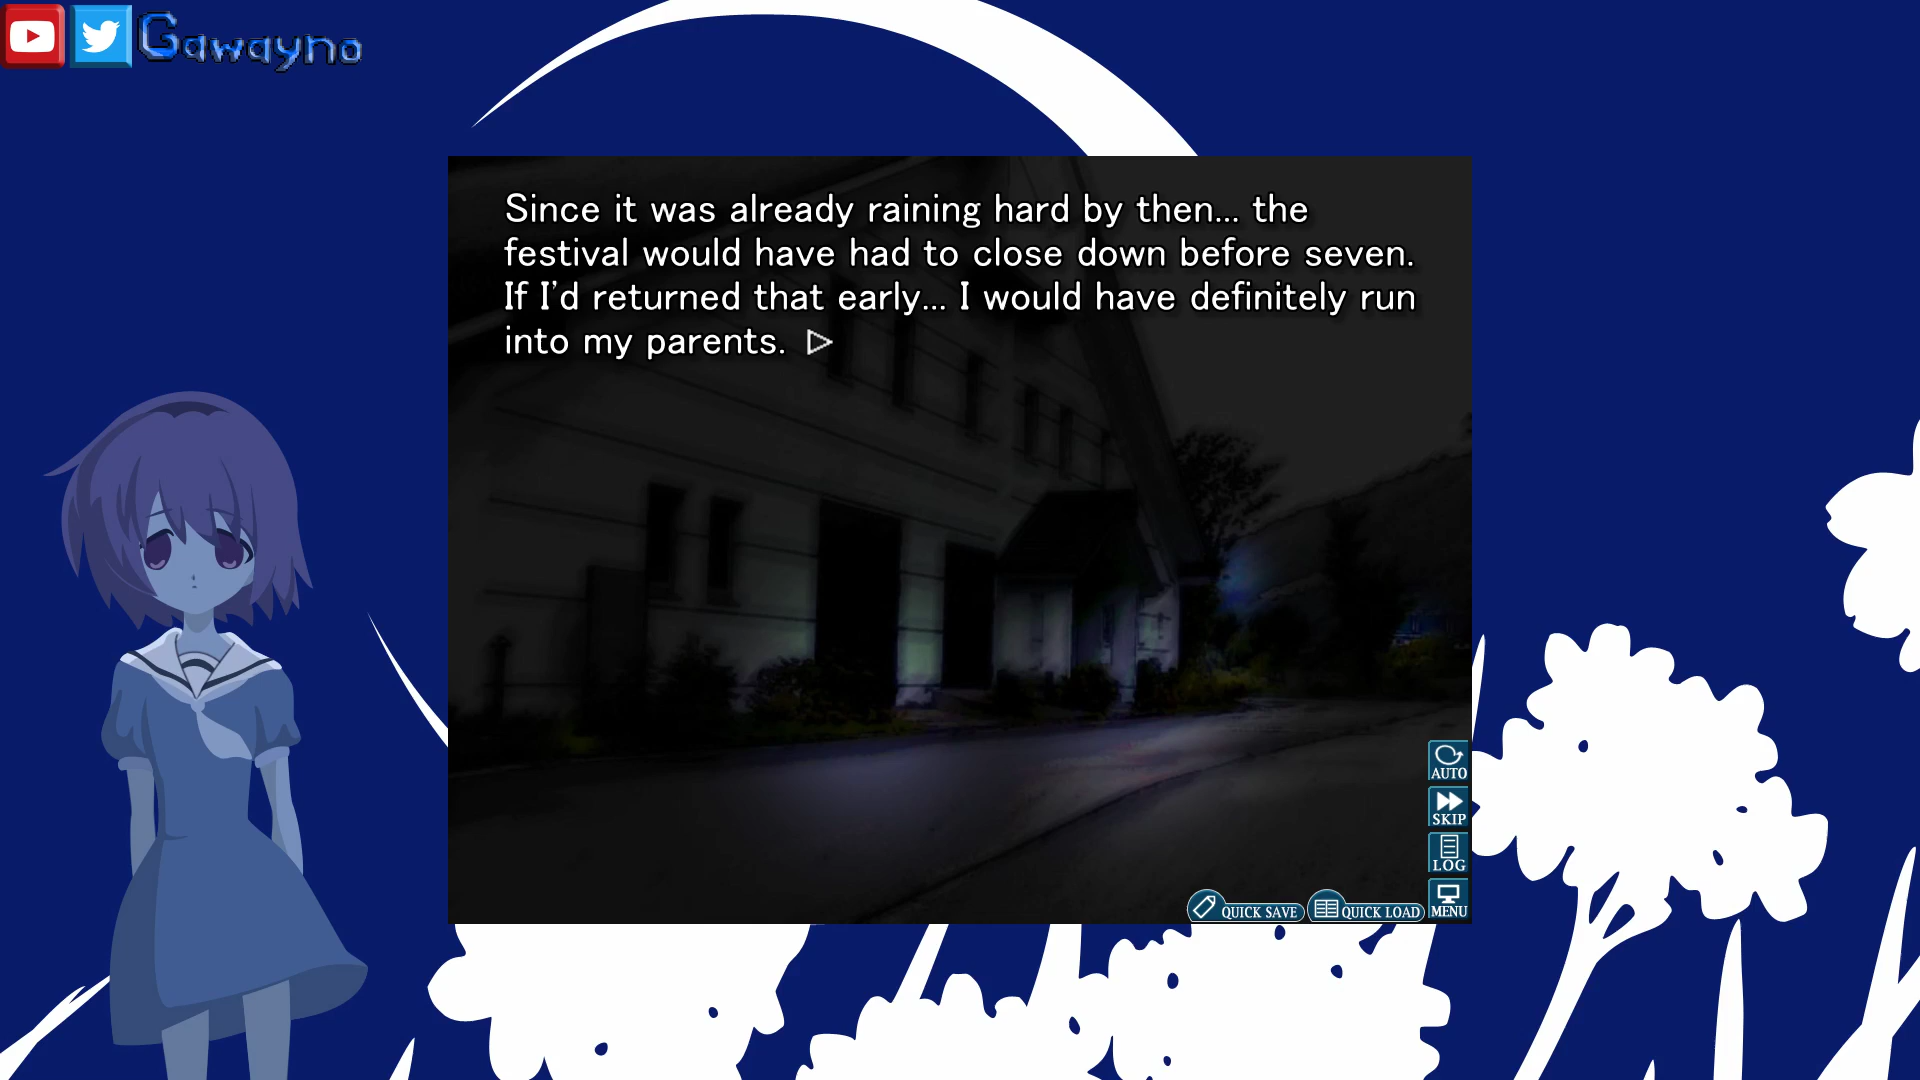 Gawayno
Since it was already raining hard by then... the
festival would have had to close down before seven.
If I'd returned that early... I would have definitely run
into my parents.
AUTO
SKIP
LOG
MENU
QUICK SAVE
QUICK LOAD